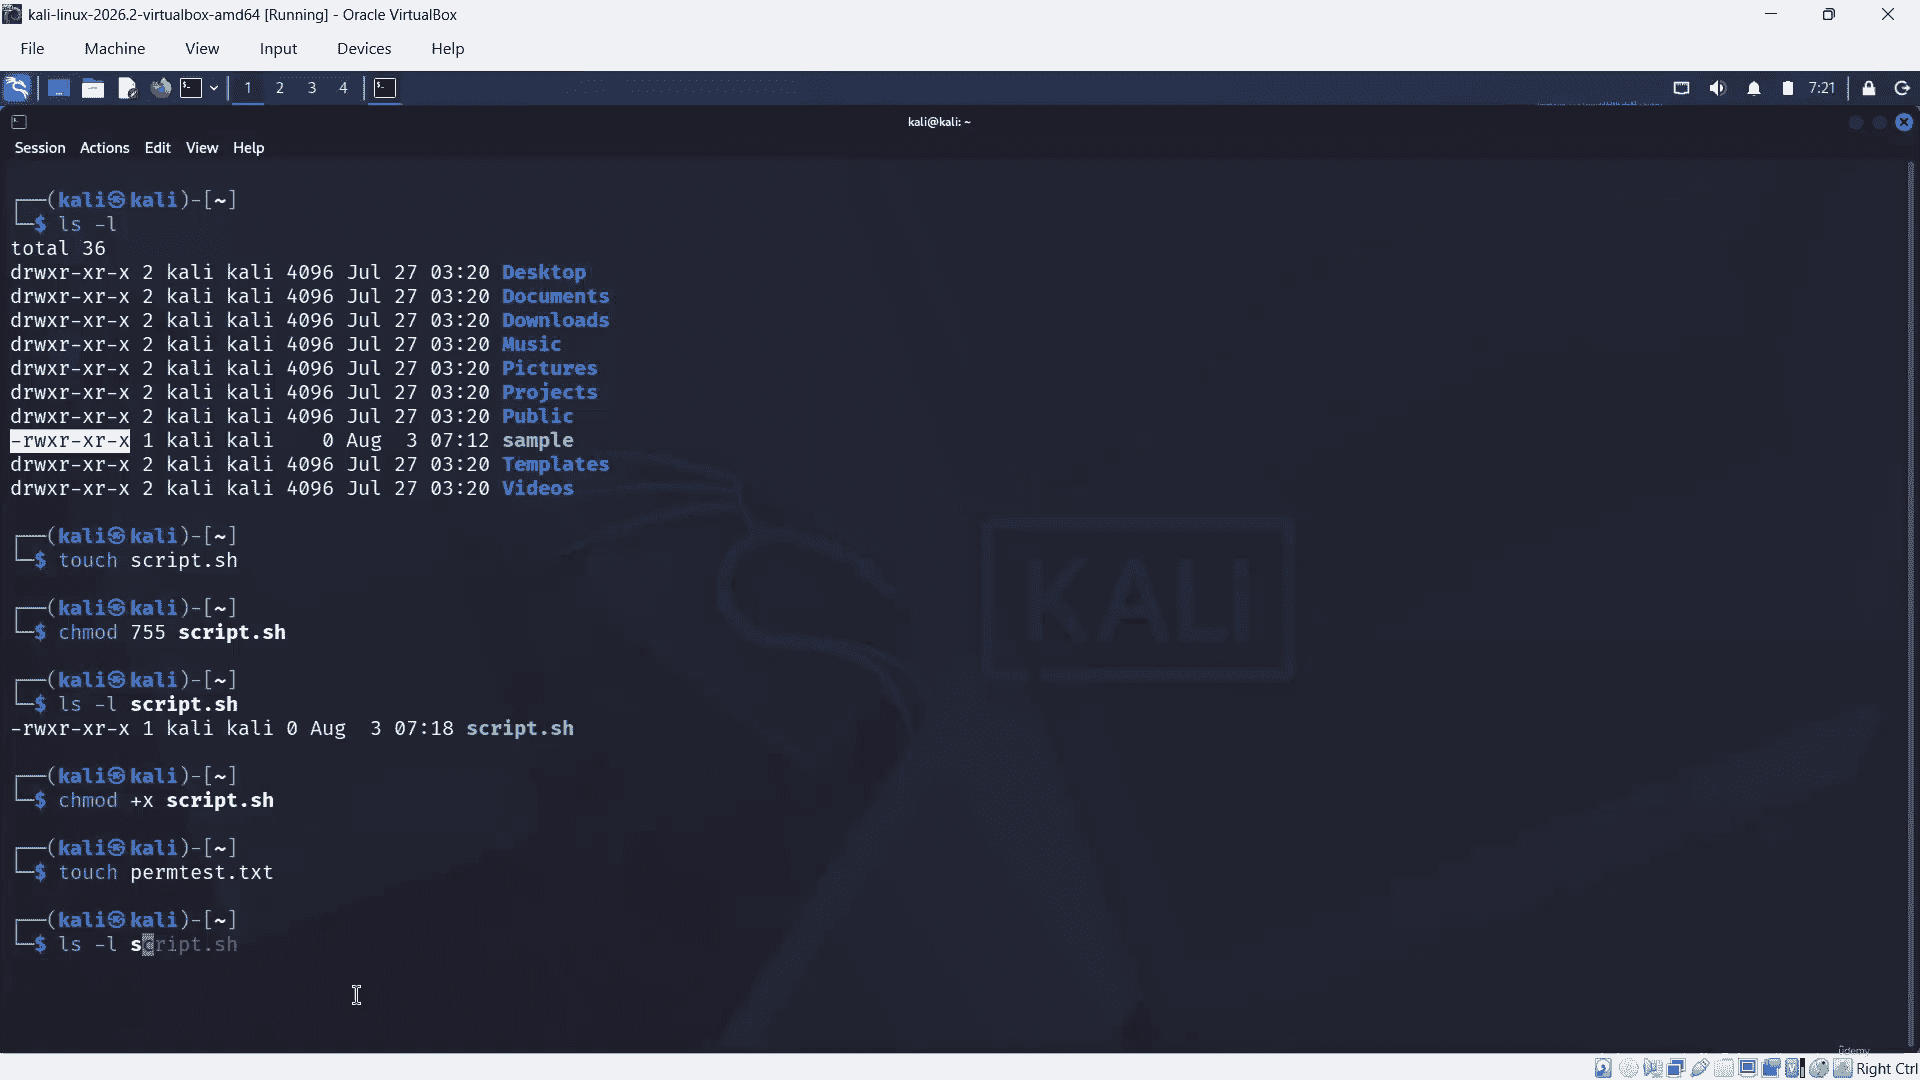 kali-linux-2026.2-virtualbox-amd64 [Running] - Oracle VirtualBox
File Machine View Input Devices Help
1 2 3 4 7:21
kali@kali: ~
Session Actions Edit View Help
┌──(kali㉿kali)-[~]
└─$ ls -l
total 36
drwxr-xr-x 2 kali kali 4096 Jul 27 03:20 Desktop
drwxr-xr-x 2 kali kali 4096 Jul 27 03:20 Documents
drwxr-xr-x 2 kali kali 4096 Jul 27 03:20 Downloads
drwxr-xr-x 2 kali kali 4096 Jul 27 03:20 Music
drwxr-xr-x 2 kali kali 4096 Jul 27 03:20 Pictures
drwxr-xr-x 2 kali kali 4096 Jul 27 03:20 Projects
drwxr-xr-x 2 kali kali 4096 Jul 27 03:20 Public
-rwxr-xr-x 1 kali kali    0 Aug  3 07:12 sample
drwxr-xr-x 2 kali kali 4096 Jul 27 03:20 Templates
drwxr-xr-x 2 kali kali 4096 Jul 27 03:20 Videos
┌──(kali㉿kali)-[~]
└─$ touch script.sh
┌──(kali㉿kali)-[~]
└─$ chmod 755 script.sh
┌──(kali㉿kali)-[~]
└─$ ls -l script.sh
-rwxr-xr-x 1 kali kali 0 Aug  3 07:18 script.sh
┌──(kali㉿kali)-[~]
└─$ chmod +x script.sh
┌──(kali㉿kali)-[~]
└─$ touch permtest.txt
┌──(kali㉿kali)-[~]
└─$ ls -l script.sh
KALI
ûdemy
Right Ctrl